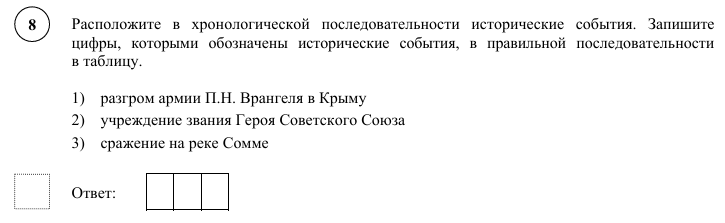 8 Расположите в хронологической последовательности исторические события. Запишите
цифры, которыми обозначены исторические события, в правильной последовательности
в таблицу.
1) разгром армии П.Н. Врангеля в Крыму
2) учреждение звания Героя Советского Союза
3) сражение на реке Сомме
Ответ: